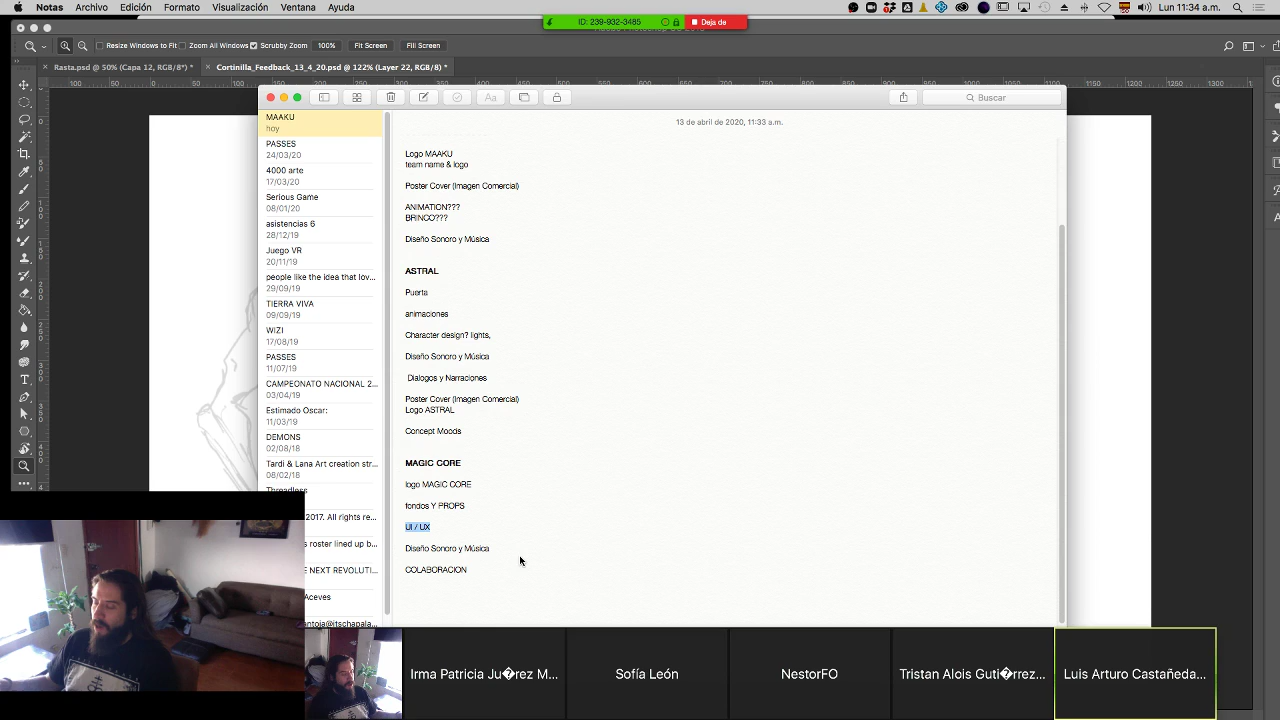 Notas Archivo Edición Formato Visualización Ventana Ayuda
Lun 11:34 a.m.
ID: 239-932-3485
Deja de
Resize Windows to Fit Zoom All Windows Scrubby Zoom 100% Fit Screen Fill Screen
Rasta.psd @ 50% (Capa 12, RGB/8*) *
Cortinilla_Feedback_13_4_20.psd @ 122% (Layer 22, RGB/8) *
Buscar
MAAKU
hoy
PASSES
24/03/20
4000 arte
17/03/20
Serious Game
08/01/20
asistencias 6
28/12/19
Juego VR
20/11/19
people like the idea that lov...
29/09/19
TIERRA VIVA
09/09/19
WIZI
17/08/19
PASSES
11/07/19
CAMPEONATO NACIONAL 2...
03/04/19
Estimado Oscar:
11/03/19
DEMONS
02/08/18
Tardi & Lana Art creation str...
08/02/18
Threadless
2017. All rights re...
s roster lined up b...
E NEXT REVOLUTI...
Aceves
antoja@itschapala...
13 de abril de 2020, 11:33 a.m.
Logo MAAKU
team name & logo
Poster Cover (Imagen Comercial)
ANIMATION???
BRINCO???
Diseño Sonoro y Música
ASTRAL
Puerta
animaciones
Character design? lights,
Diseño Sonoro y Música
Dialogos y Narraciones
Poster Cover (Imagen Comercial)
Logo ASTRAL
Concept Moods
MAGIC CORE
logo MAGIC CORE
fondos Y PROPS
UI / UX
Diseño Sonoro y Música
COLABORACION
Irma Patricia Ju�rez M...
Sofía León
NestorFO
Tristan Alois Guti�rrez...
Luis Arturo Castañeda...